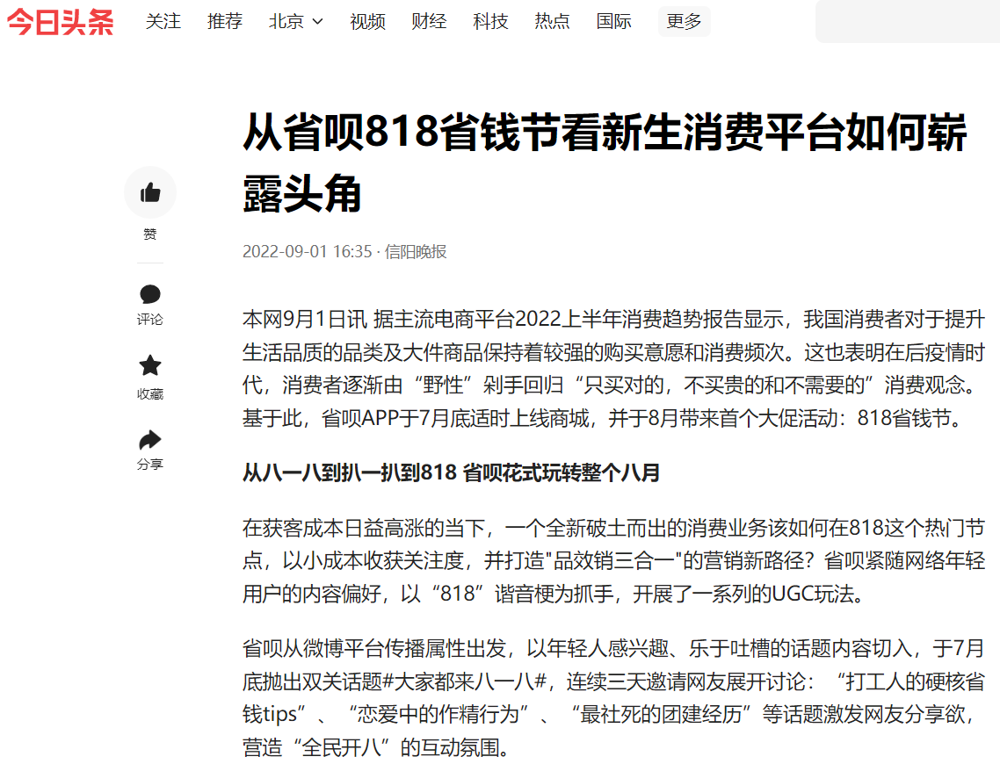 今日头条 关注 推荐 北京 视频 财经 科技 热点 国际 更多
从省呗818省钱节看新生消费平台如何崭
露头角
赞
2022-09-01 16:35 · 信阳晚报
评论
收藏
分享
本网9月1日讯 据主流电商平台2022上半年消费趋势报告显示，我国消费者对于提升
生活品质的品类及大件商品保持着较强的购买意愿和消费频次。这也表明在后疫情时
代，消费者逐渐由“野性”剁手回归“只买对的，不买贵的和不需要的”消费观念。
基于此，省呗APP于7月底适时上线商城，并于8月带来首个大促活动：818省钱节。
从八一八到扒一扒到818 省呗花式玩转整个八月
在获客成本日益高涨的当下，一个全新破土而出的消费业务该如何在818这个热门节
点，以小成本收获关注度，并打造"品效销三合一"的营销新路径？省呗紧随网络年轻
用户的内容偏好，以“818”谐音梗为抓手，开展了一系列的UGC玩法。
省呗从微博平台传播属性出发，以年轻人感兴趣、乐于吐槽的话题内容切入，于7月
底抛出双关话题#大家都来八一八#，连续三天邀请网友展开讨论：“打工人的硬核省
钱tips”、“恋爱中的作精行为”、“最社死的团建经历”等话题激发网友分享欲，
营造“全民开八”的互动氛围。